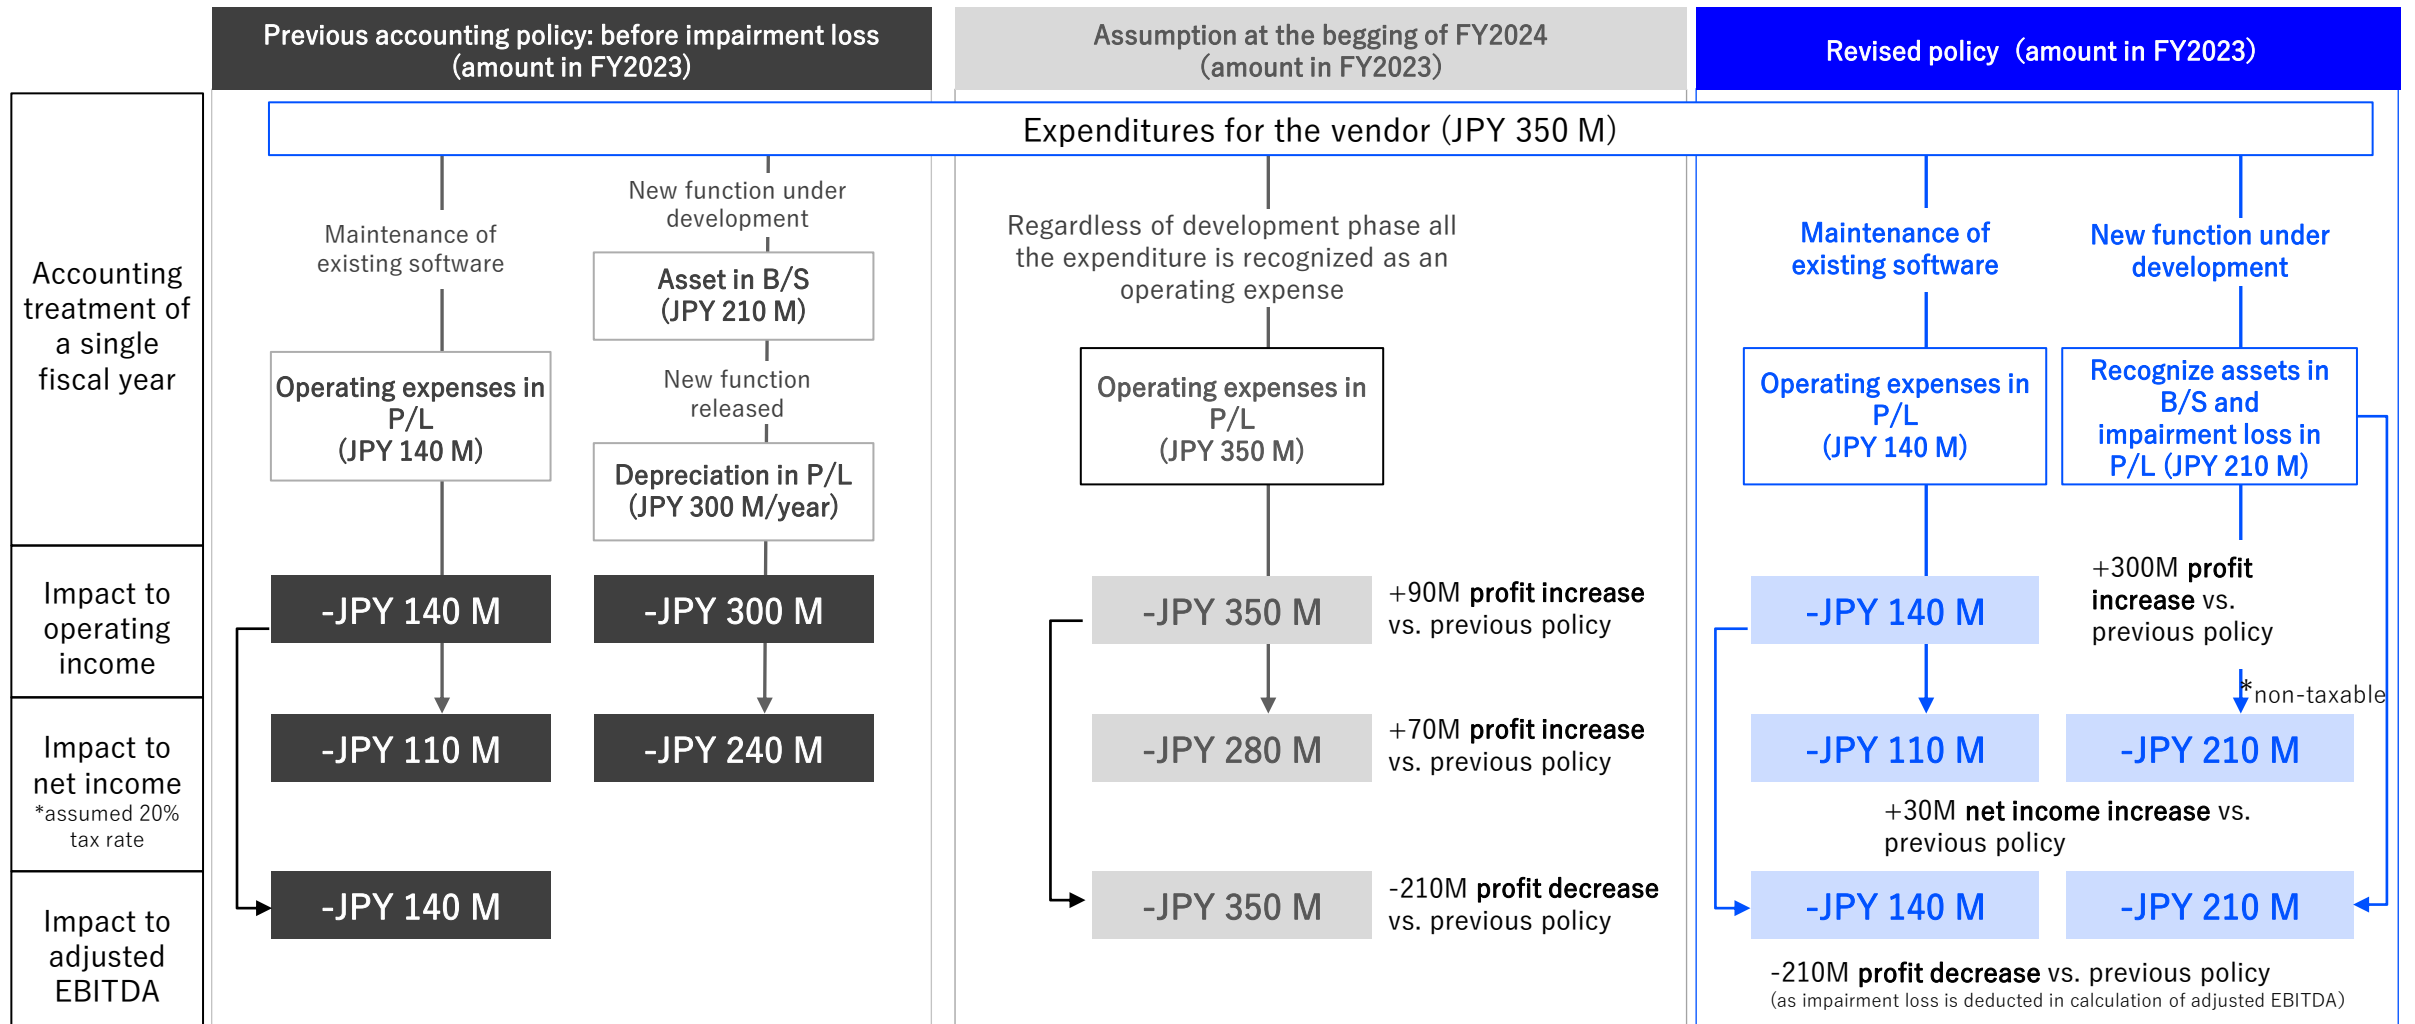 Previous accounting policy: before impairment loss
(amount in FY2023)
Assumption at the begging of FY2024
(amount in FY2023)
Revised policy (amount in FY2023)
Expenditures for the vendor (JPY 350 M)
Accounting
treatment of
a single
fiscal year
Maintenance of
existing software
Operating expenses in
P/L
(JPY 140 M)
New function under
development
Asset in B/S
(JPY 210 M)
New function
released
Depreciation in P/L
(JPY 300 M/year)
Regardless of development phase all
the expenditure is recognized as an
operating expense
Operating expenses in
P/L
(JPY 350 M)
Maintenance of
existing software
Operating expenses in
P/L
(JPY 140 M)
New function under
development
Recognize assets in
B/S and
impairment loss in
P/L (JPY 210 M)
Impact to
operating
income
-JPY 140 M
-JPY 300 M
-JPY 350 M
+90M profit increase
vs. previous policy
-JPY 140 M
+300M profit
increase vs.
previous policy
*non-taxable
Impact to
net income
*assumed 20%
tax rate
-JPY 110 M
-JPY 240 M
-JPY 280 M
+70M profit increase
vs. previous policy
-JPY 110 M
-JPY 210 M
+30M net income increase vs.
previous policy
Impact to
adjusted
EBITDA
-JPY 140 M
-JPY 350 M
-210M profit decrease
vs. previous policy
-JPY 140 M
-JPY 210 M
-210M profit decrease vs. previous policy
(as impairment loss is deducted in calculation of adjusted EBITDA)